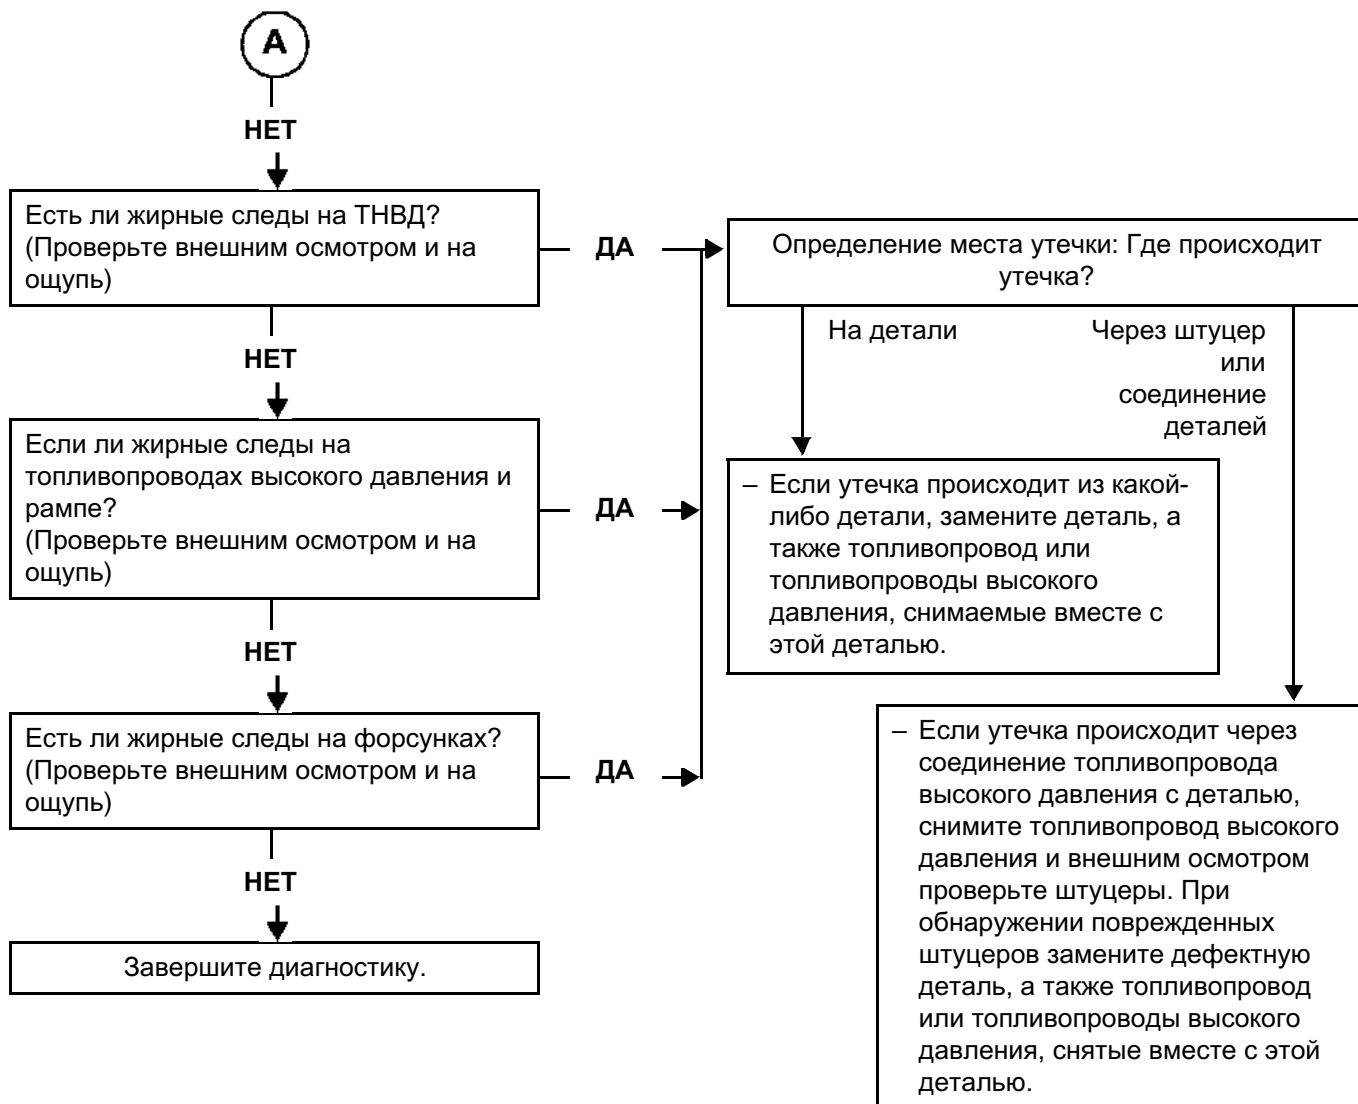 А
НЕТ
Есть ли жирные следы на ТНВД?
(Проверьте внешним осмотром и на
ощупь)
ДА
Определение места утечки: Где происходит
утечка?
НЕТ
На детали
Через штуцер
или
соединение
деталей
Если ли жирные следы на
топливопроводах высокого давления и
рампе?
(Проверьте внешним осмотром и на
ощупь)
ДА
– Если утечка происходит из какой-
либо детали, замените деталь, а
также топливопровод или
топливопроводы высокого
давления, снимаемые вместе с
этой деталью.
НЕТ
Есть ли жирные следы на форсунках?
(Проверьте внешним осмотром и на
ощупь)
ДА
– Если утечка происходит через
соединение топливопровода
высокого давления с деталью,
снимите топливопровод высокого
давления и внешним осмотром
проверьте штуцеры. При
обнаружении поврежденных
штуцеров замените дефектную
деталь, а также топливопровод
или топливопроводы высокого
давления, снятые вместе с этой
деталью.
НЕТ
Завершите диагностику.